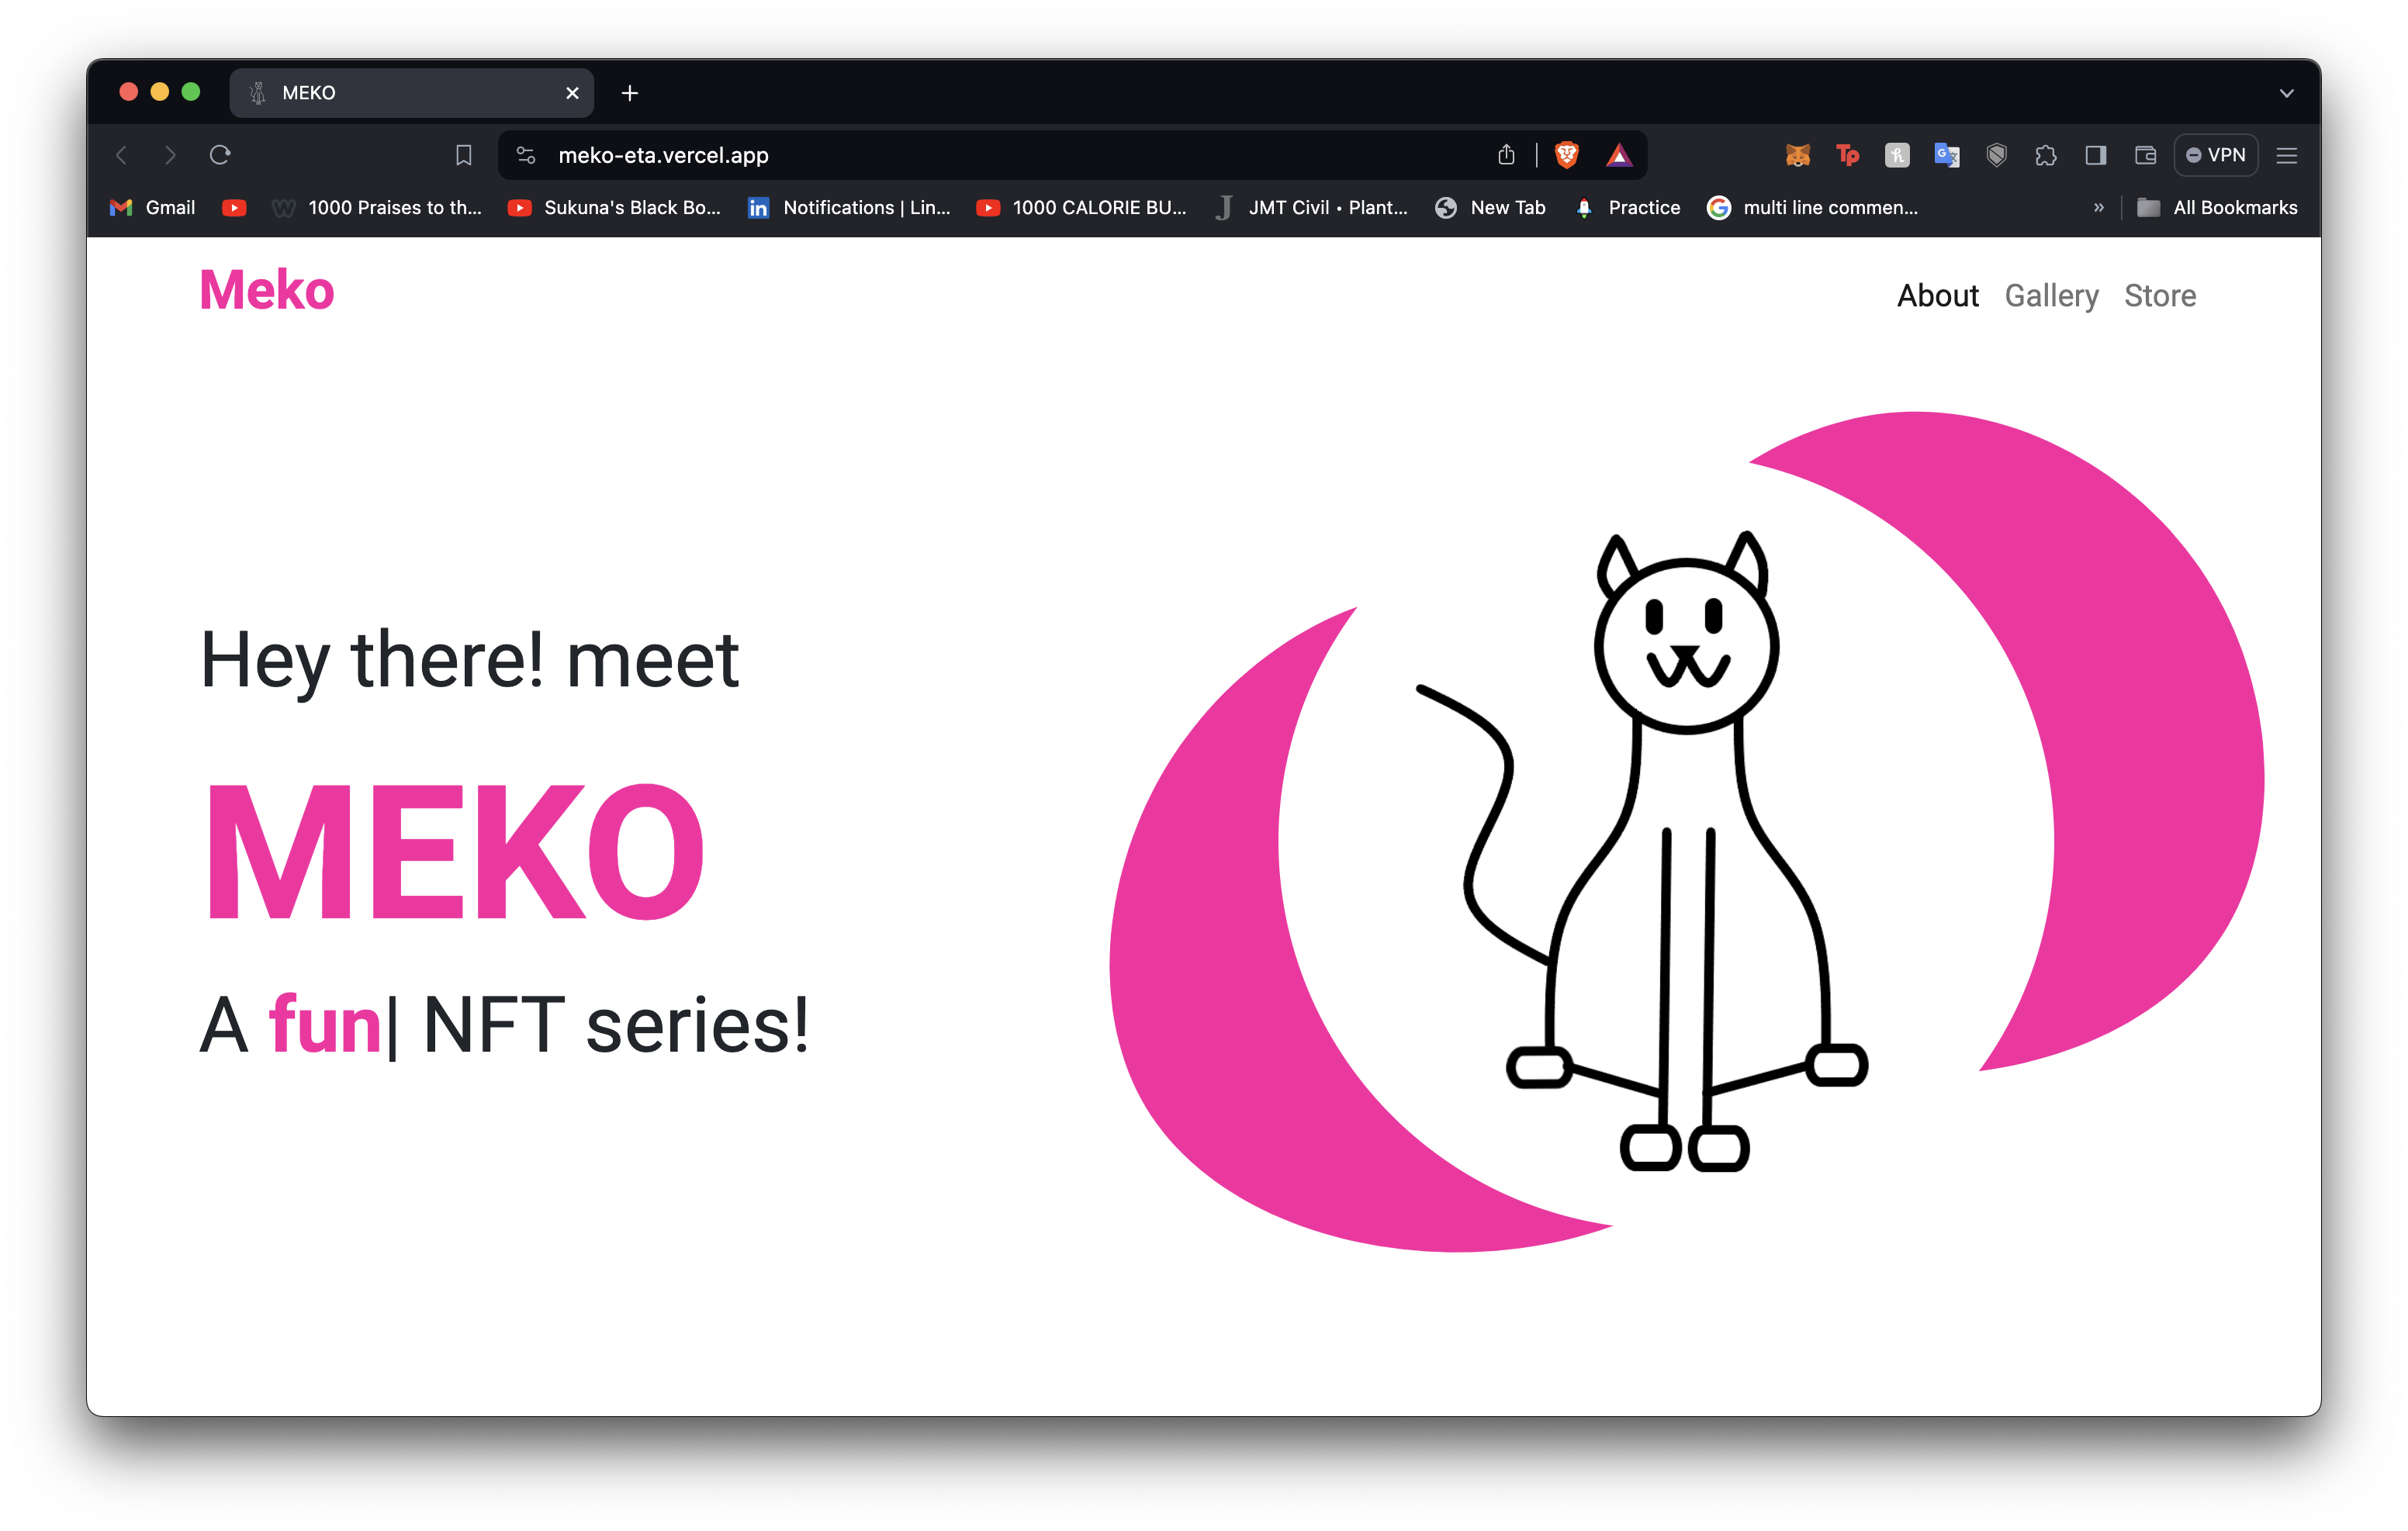 MEKO
meko-eta.vercel.app
VPN
Gmail
1000 Praises to th...
Sukuna's Black Bo...
Notifications | Lin...
1000 CALORIE BU...
JMT Civil • Plant...
New Tab
Practice
multi line commen...
» All Bookmarks
Meko
About Gallery Store
Hey there! meet
MEKO
A fun| NFT series!